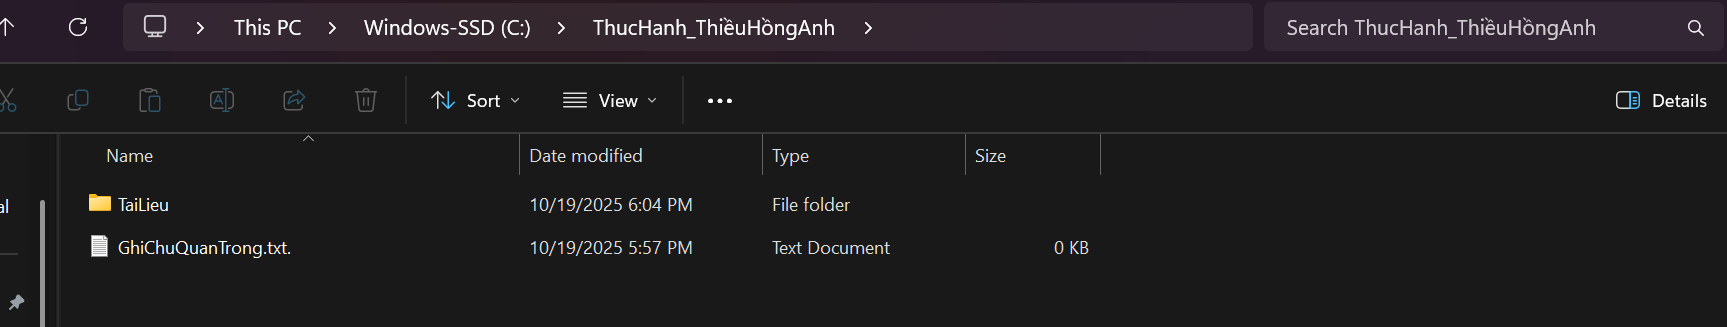 This PC > Windows-SSD (C:) > ThucHanh_ThiềuHồngAnh >
Search ThucHanh_ThiềuHồngAnh
Sort
View
Details
Name Date modified Type Size
al
TaiLieu 10/19/2025 6:04 PM File folder
GhiChuQuanTrong.txt. 10/19/2025 5:57 PM Text Document 0 KB